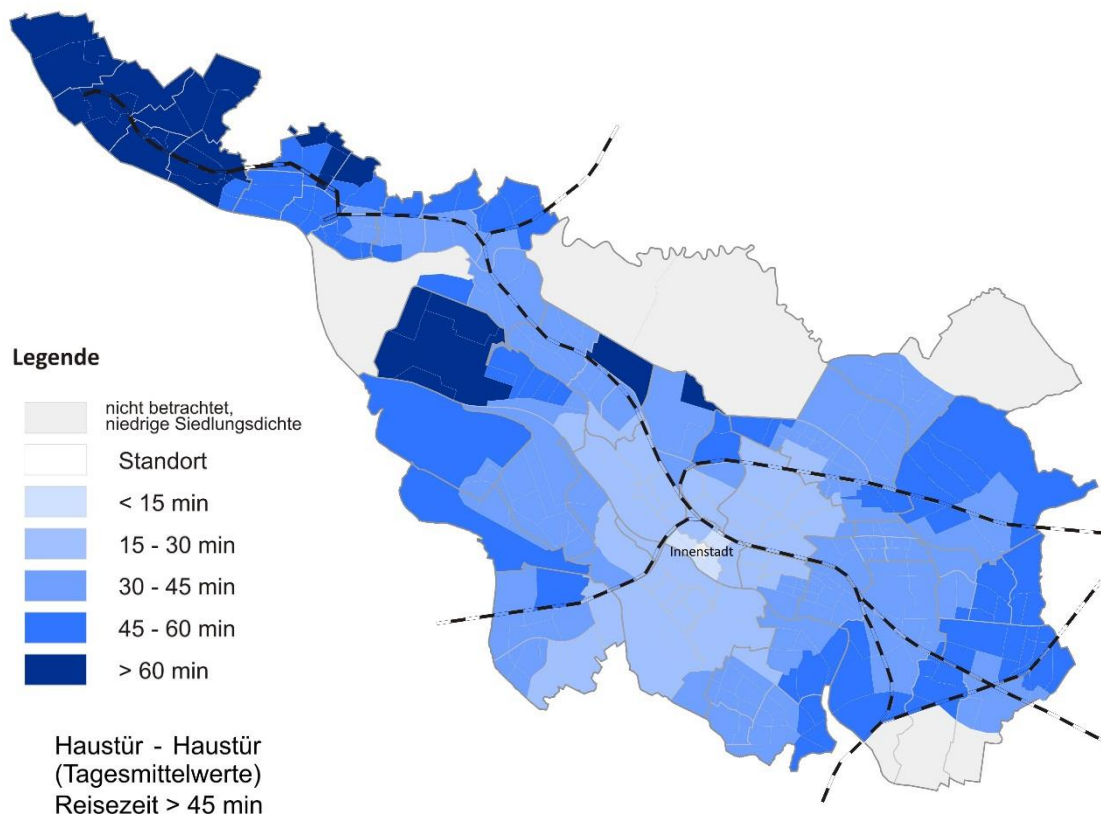 Innenstadt
Legende
nicht betrachtet,
niedrige Siedlungsdichte
Standort
< 15 min
15 - 30 min
30 - 45 min
45 - 60 min
> 60 min
Haustür - Haustür
(Tagesmittelwerte)
Reisezeit > 45 min